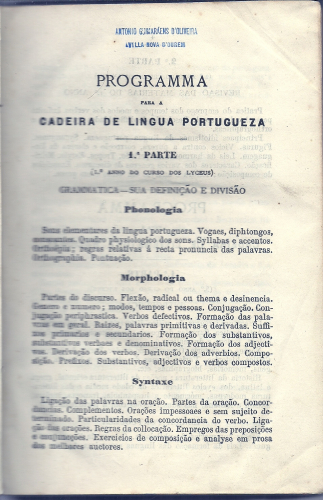 ANTONIO GUIMARÃES D'OLIVEIRA
VILLA NOVA D'OUREM
PROGRAMMA
PARA A
CADEIRA DE LINGUA PORTUGUEZA
1.ª PARTE
(1.º ANNO DO CURSO DOS LYCEUS)
GRAMMATICA—SUA DEFINIÇÃO E DIVISÃO
Phonologia
Sons elementares da lingua portugueza. Vogaes, diphtongos,
consoantes. Quadro physiologico dos sons. Syllabas e accentos.
Orthoepia; regras relativas á recta pronuncia das palavras.
Orthographia. Pontuação.
Morphologia
Partes do discurso. Flexão, radical ou thema e desinencia.
Genero e numero; modos, tempos e pessoas. Conjugação. Con-
jugação periphrastica. Verbos defectivos. Formação das pala-
vras em geral. Raizes, palavras primitivas e derivadas. Suffi-
xos primarios e secundarios. Formação dos substantivos,
substantivos verbaes e denominativos. Formação dos adjecti-
vos. Derivação dos verbos. Derivação dos adverbios. Compo-
sição. Prefixos. Substantivos, adjectivos e verbos compostos.
Syntaxe
Ligação das palavras na oração. Partes da oração. Concor-
dancias. Complementos. Orações impessoaes e sem sujeito de-
terminado. Particularidades da concordancia do verbo. Liga-
ção das orações. Regras da collocação. Empregos das preposições
e conjuncções. Exercicios de composição e analyse em prosa
dos melhores auctores.